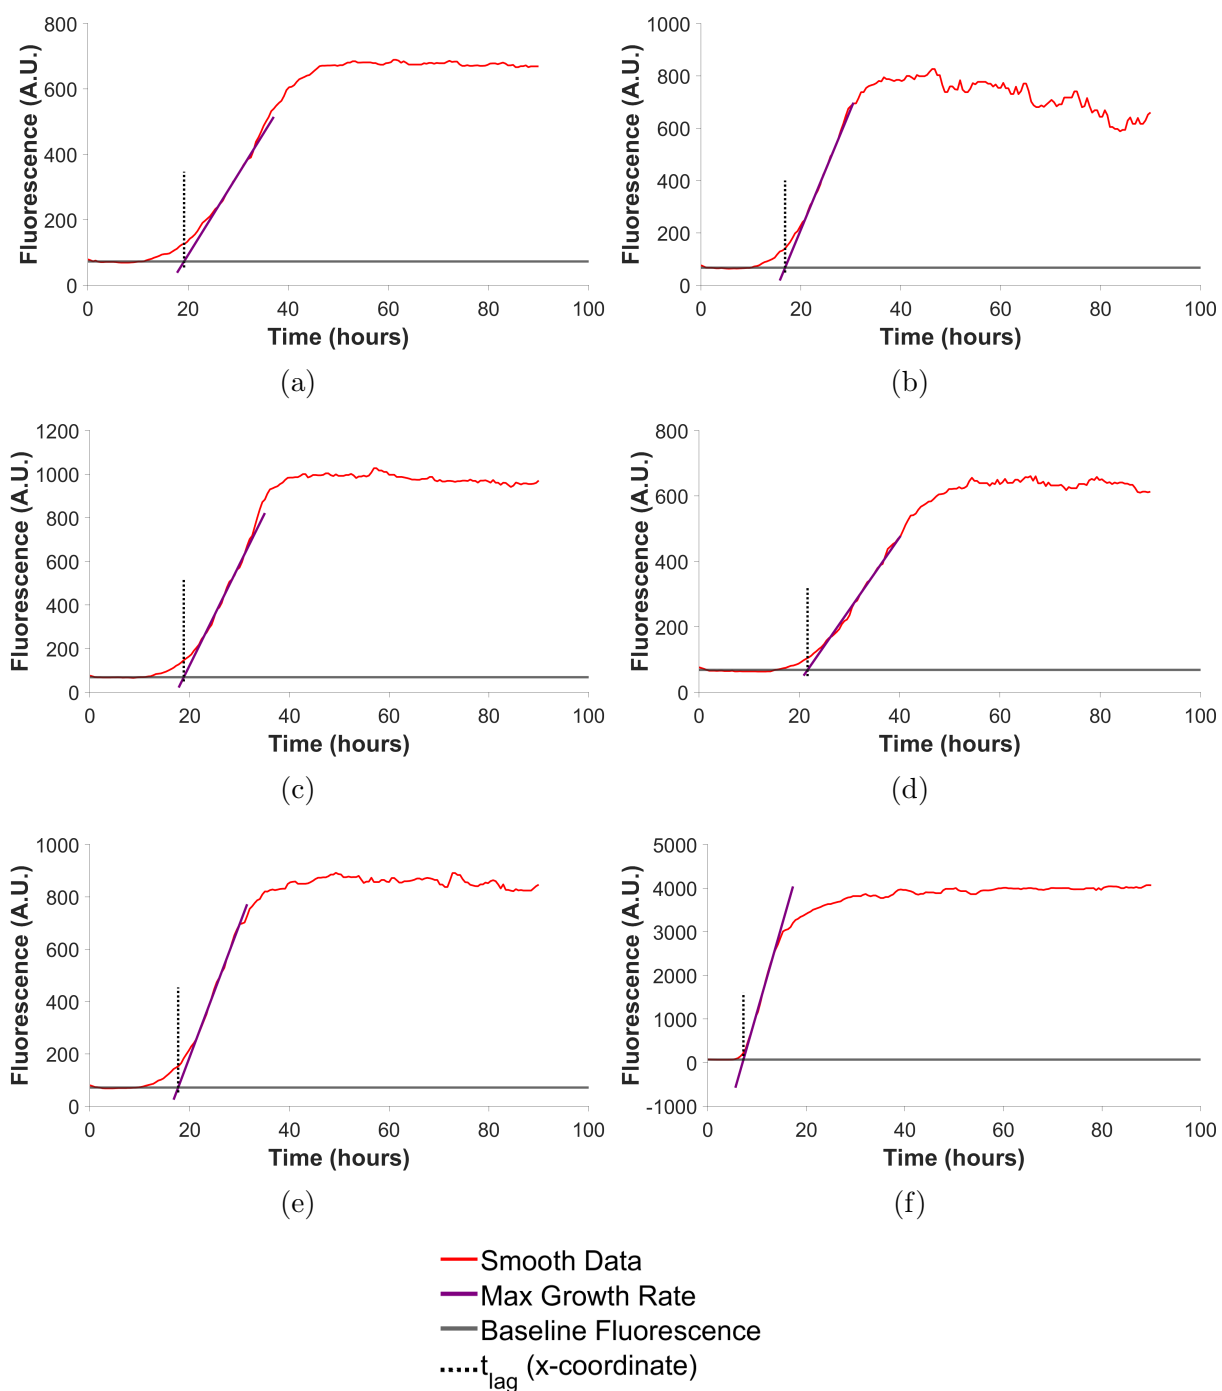 800
600
400
200
0
0 20 40 60 80 100
Fluorescence (A.U.)
Time (hours)
(a)
1000
800
600
400
200
0
0 20 40 60 80 100
Fluorescence (A.U.)
Time (hours)
(b)
1200
1000
800
600
400
200
0
0 20 40 60 80 100
Fluorescence (A.U.)
Time (hours)
(c)
800
600
400
200
0
0 20 40 60 80 100
Fluorescence (A.U.)
Time (hours)
(d)
1000
800
600
400
200
0
0 20 40 60 80 100
Fluorescence (A.U.)
Time (hours)
(e)
5000
4000
3000
2000
1000
0
-1000
0 20 40 60 80 100
Fluorescence (A.U.)
Time (hours)
(f)
Smooth Data
Max Growth Rate
Baseline Fluorescence
t_lag (x-coordinate)